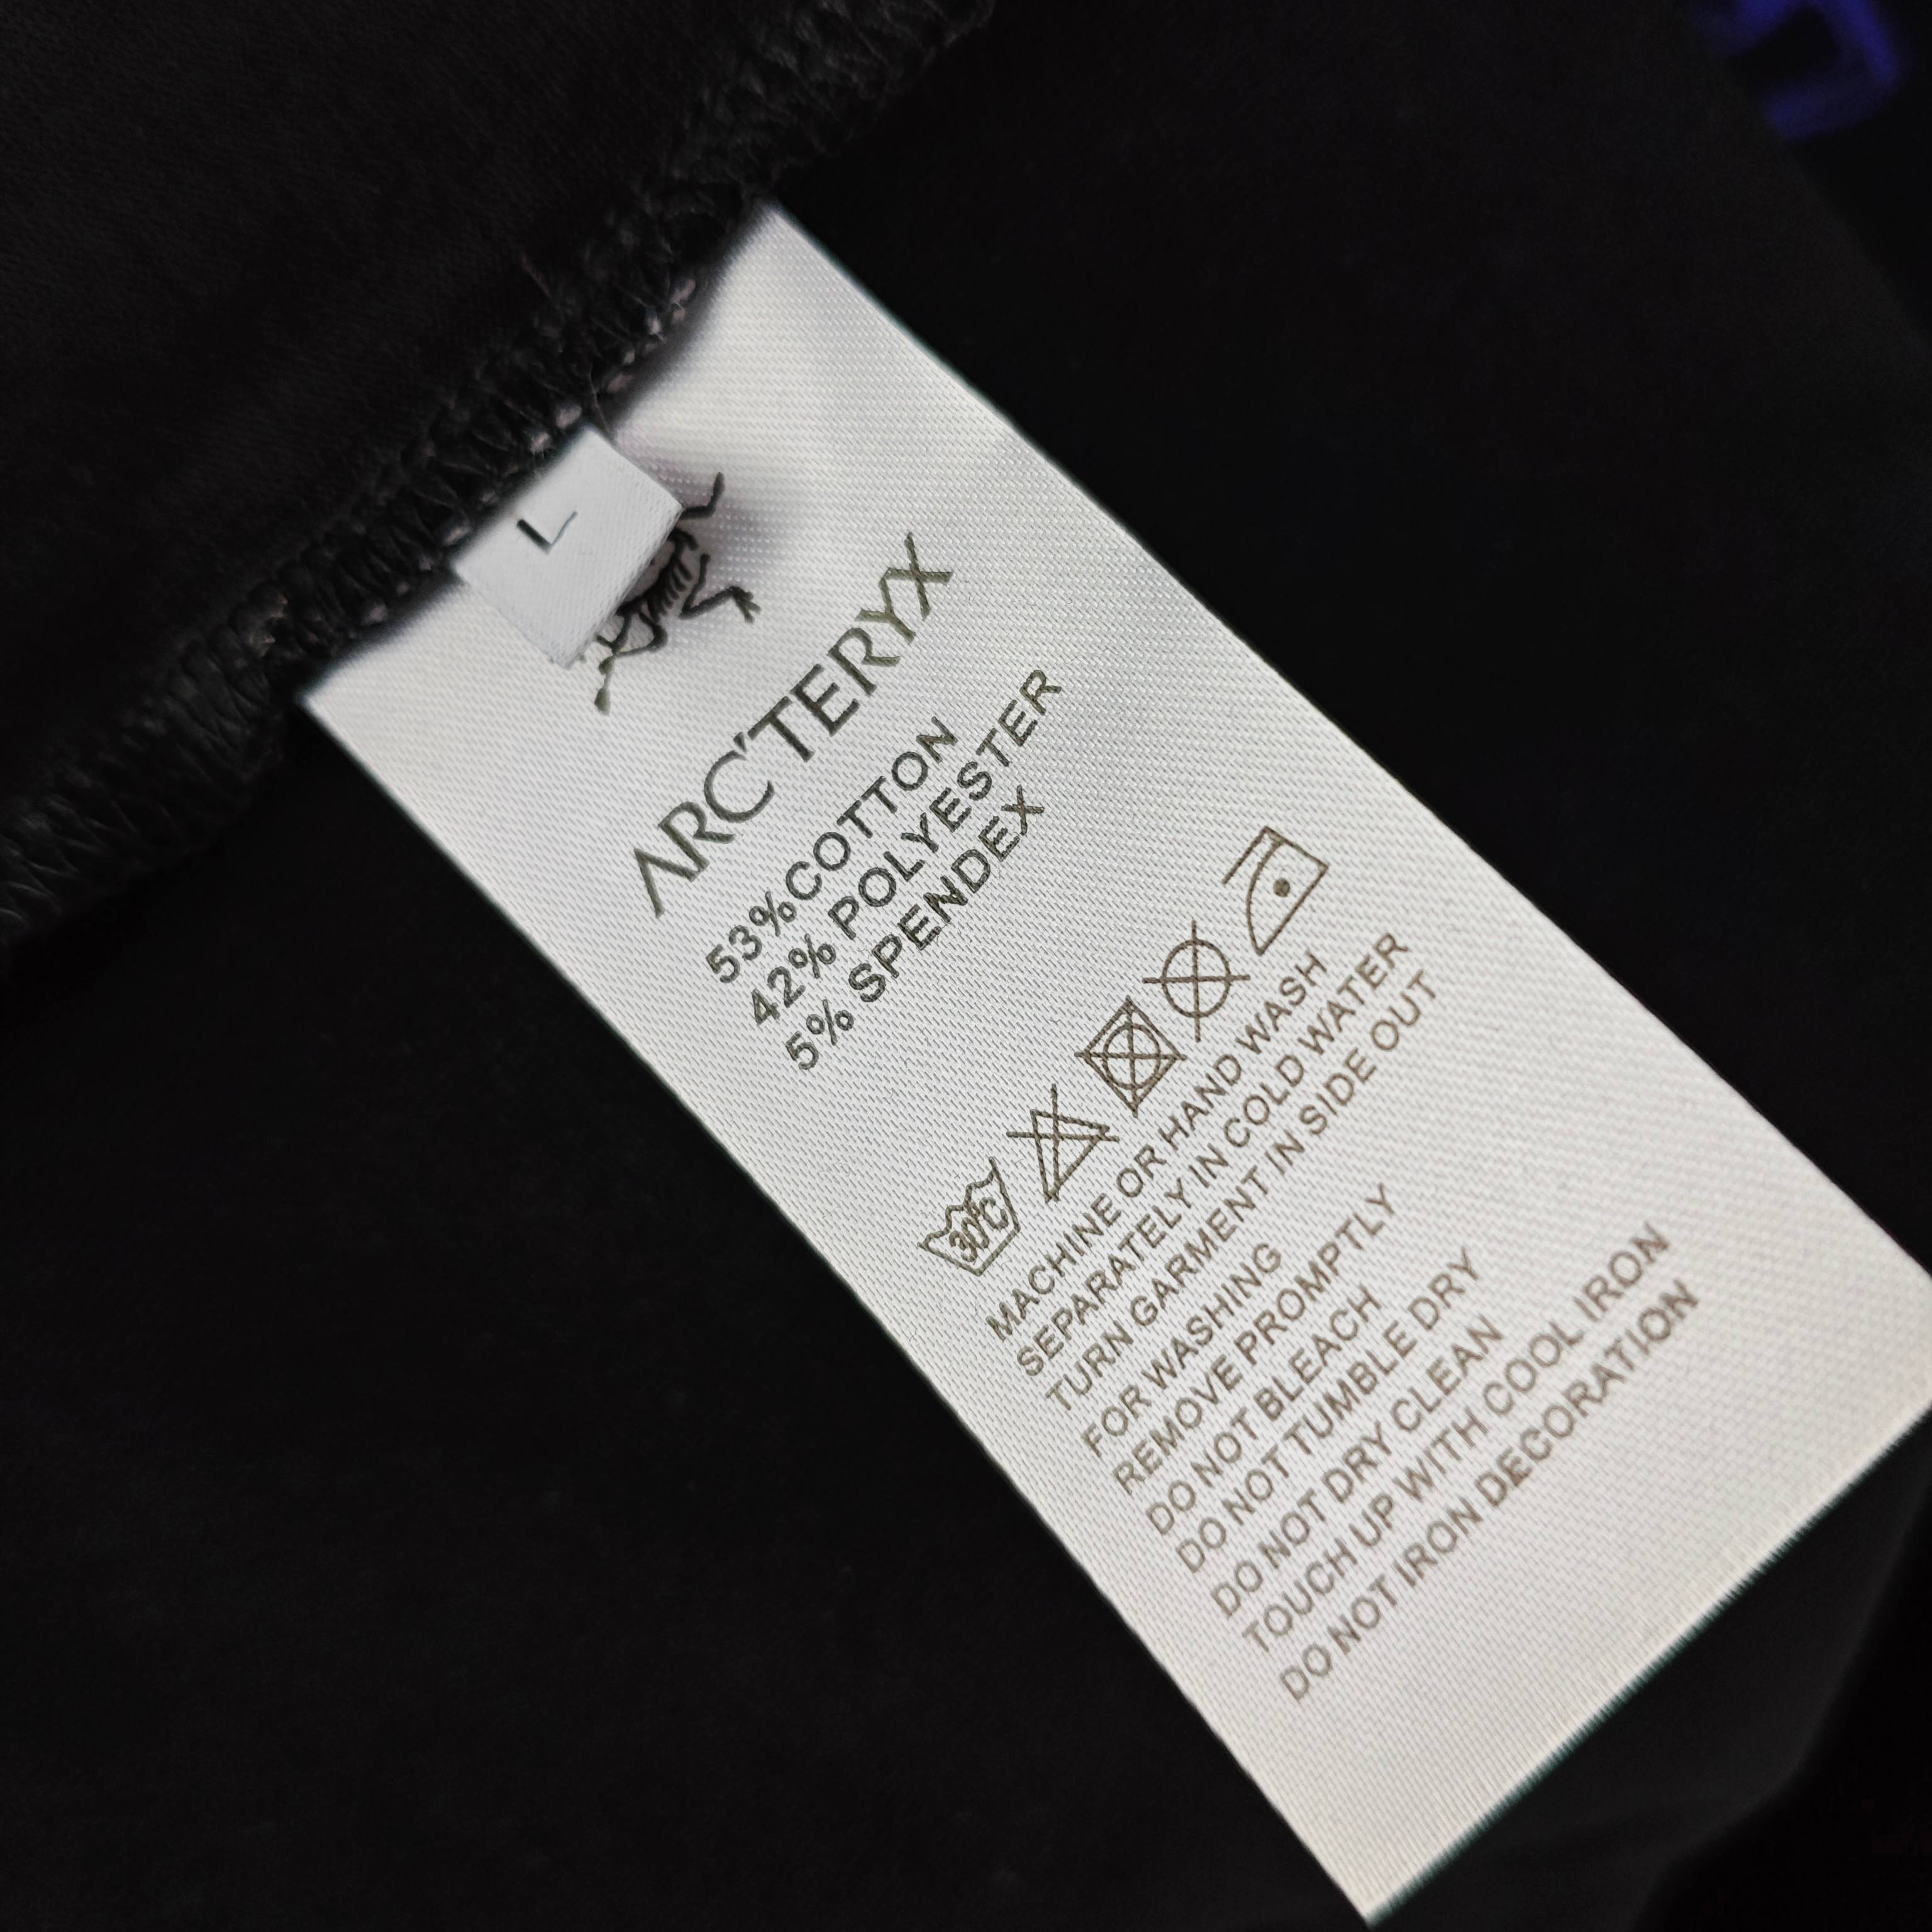 L
ARC'TERYX
53%COTTON
42% POLYESTER
5% SPENDEX
30℃
MACHINE OR HAND WASH
SEPARATELY IN COLD WATER
TURN GARMENT IN SIDE OUT
FOR WASHING
REMOVE PROMPTLY
DO NOT BLEACH
DO NOT TUMBLE DRY
DO NOT DRY CLEAN
TOUCH UP WITH COOL IRON
DO NOT IRON DECORATION